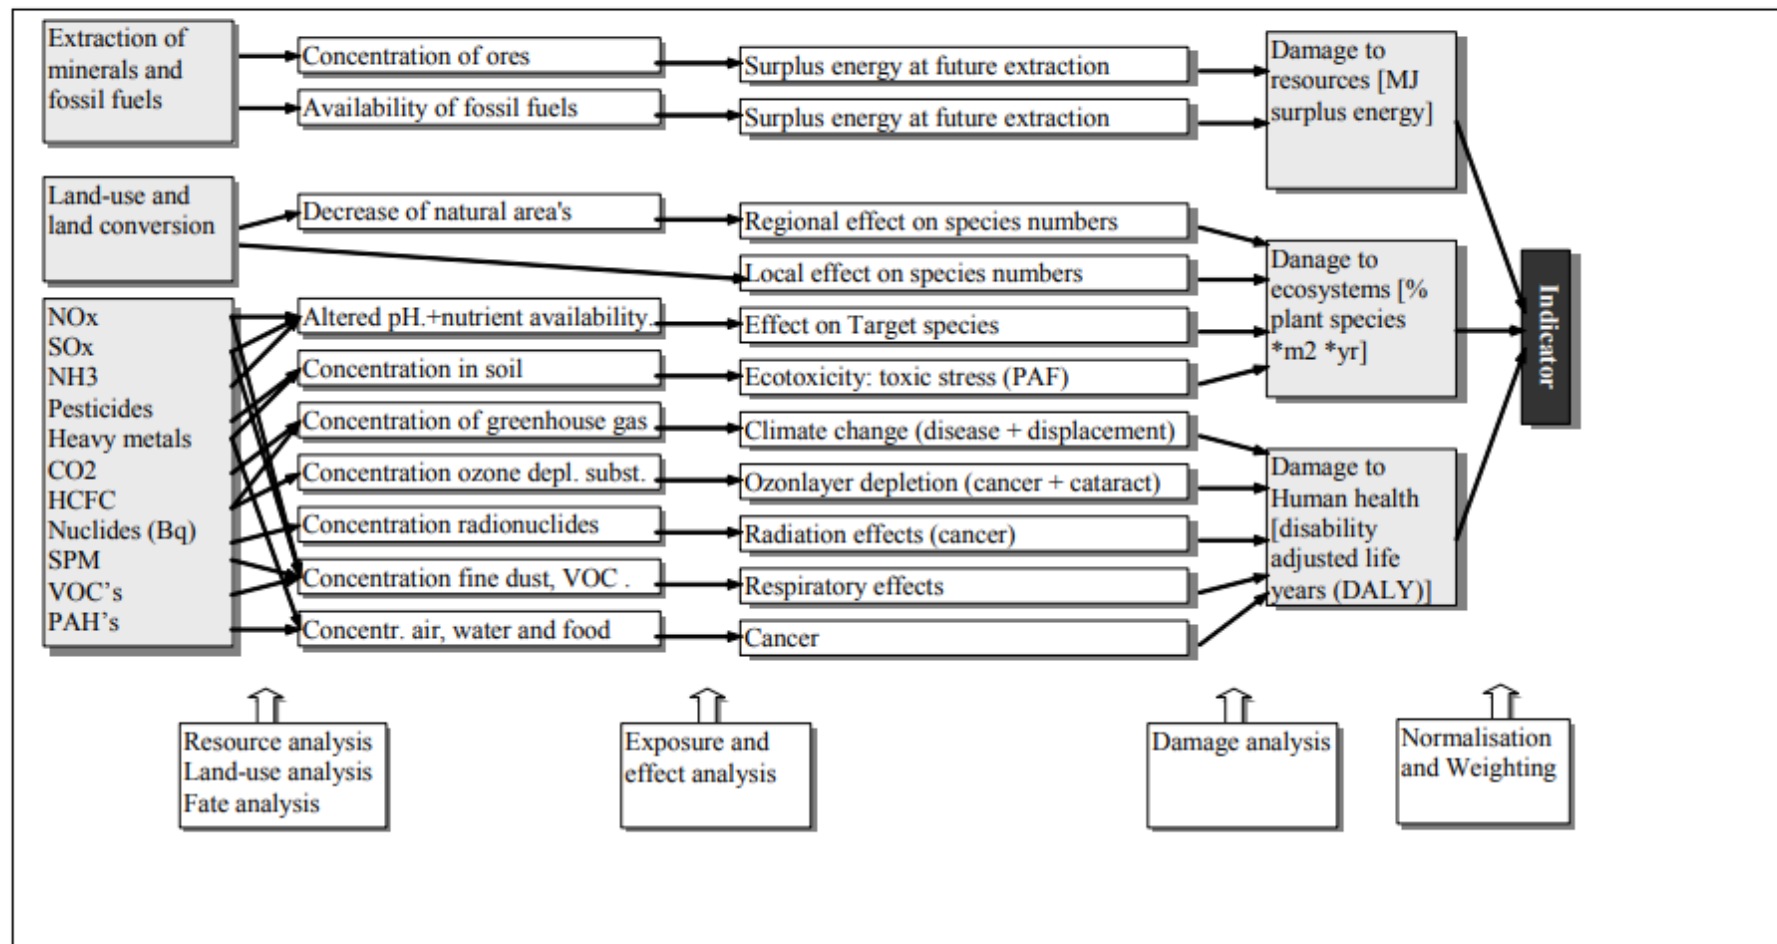 Extraction of
minerals and
fossil fuels
Concentration of ores
Availability of fossil fuels
Surplus energy at future extraction
Surplus energy at future extraction
Damage to
resources [MJ
surplus energy]
Land-use and
land conversion
Decrease of natural area's
Regional effect on species numbers
Local effect on species numbers
Danage to
ecosystems [%
plant species
*m2 *yr]
Indicator
NOx
SOx
NH3
Pesticides
Heavy metals
CO2
HCFC
Nuclides (Bq)
SPM
VOC's
PAH's
Altered pH.+nutrient availability.
Concentration in soil
Concentration of greenhouse gas
Concentration ozone depl. subst.
Concentration radionuclides
Concentration fine dust, VOC .
Concentr. air, water and food
Effect on Target species
Ecotoxicity: toxic stress (PAF)
Climate change (disease + displacement)
Ozonlayer depletion (cancer + cataract)
Radiation effects (cancer)
Respiratory effects
Cancer
Damage to
Human health
[disability
adjusted life
years (DALY)]
Resource analysis
Land-use analysis
Fate analysis
Exposure and
effect analysis
Damage analysis
Normalisation
and Weighting